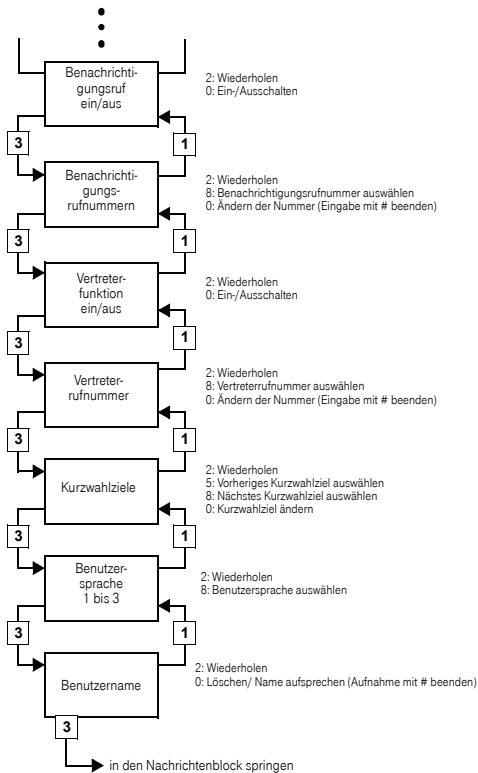 Benachrichti-
gungsruf
ein/aus
2: Wiederholen
0: Ein-/Ausschalten
3
1
Benachrichti-
gungs-
rufnummern
2: Wiederholen
8: Benachrichtigungsrufnummer auswählen
0: Ändern der Nummer (Eingabe mit # beenden)
3
1
Vertreter-
funktion
ein/aus
2: Wiederholen
0: Ein-/Ausschalten
3
1
Vertreter-
rufnummer
2: Wiederholen
8: Vertreterrufnummer auswählen
0: Ändern der Nummer (Eingabe mit # beenden)
3
1
Kurzwahlziele
2: Wiederholen
5: Vorheriges Kurzwahlziel auswählen
8: Nächstes Kurzwahlziel auswählen
0: Kurzwahlziel ändern
3
1
Benutzer-
sprache
1 bis 3
2: Wiederholen
8: Benutzersprache auswählen
3
1
Benutzername
2: Wiederholen
0: Löschen/ Name aufsprechen (Aufnahme mit # beenden)
3
in den Nachrichtenblock springen